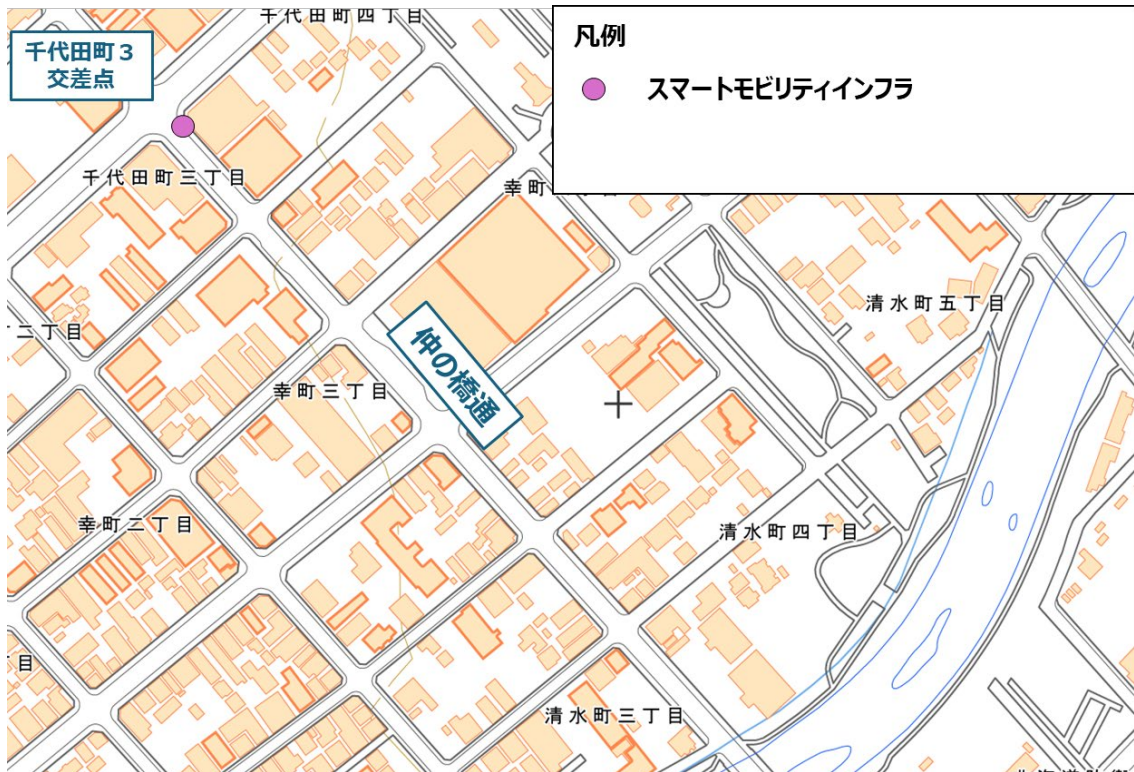 千代田町四丁目
千代田町３
交差点
凡例
スマートモビリティインフラ
千代田町三丁目
幸町
清水町五丁目
二丁目
仲の橋通
幸町三丁目
幸町二丁目
清水町四丁目
目
清水町三丁目